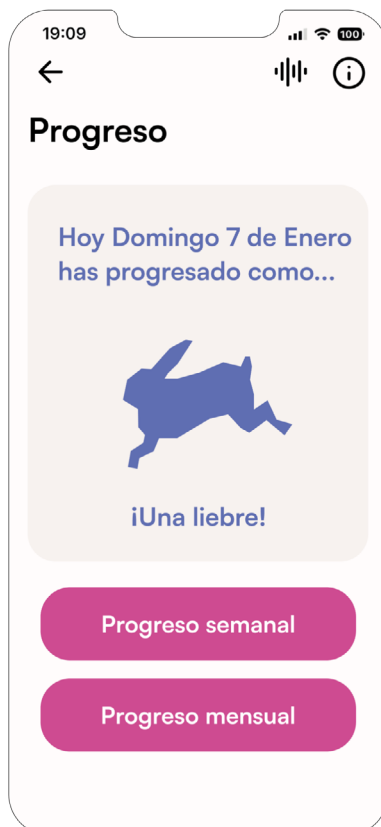 19:09
100
Progreso
Hoy Domingo 7 de Enero
has progresado como...
¡Una liebre!
Progreso semanal
Progreso mensual